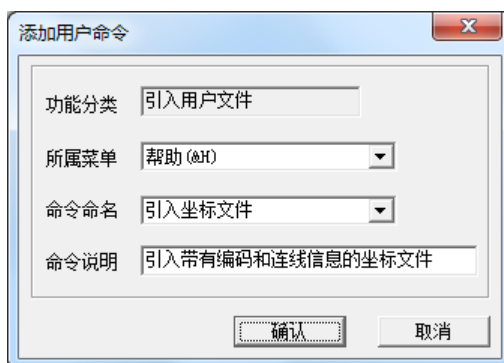 添加用户命令
功能分类 引入用户文件
所属菜单 帮助(&H)
命令命名 引入坐标文件
命令说明 引入带有编码和连线信息的坐标文件
确认 取消